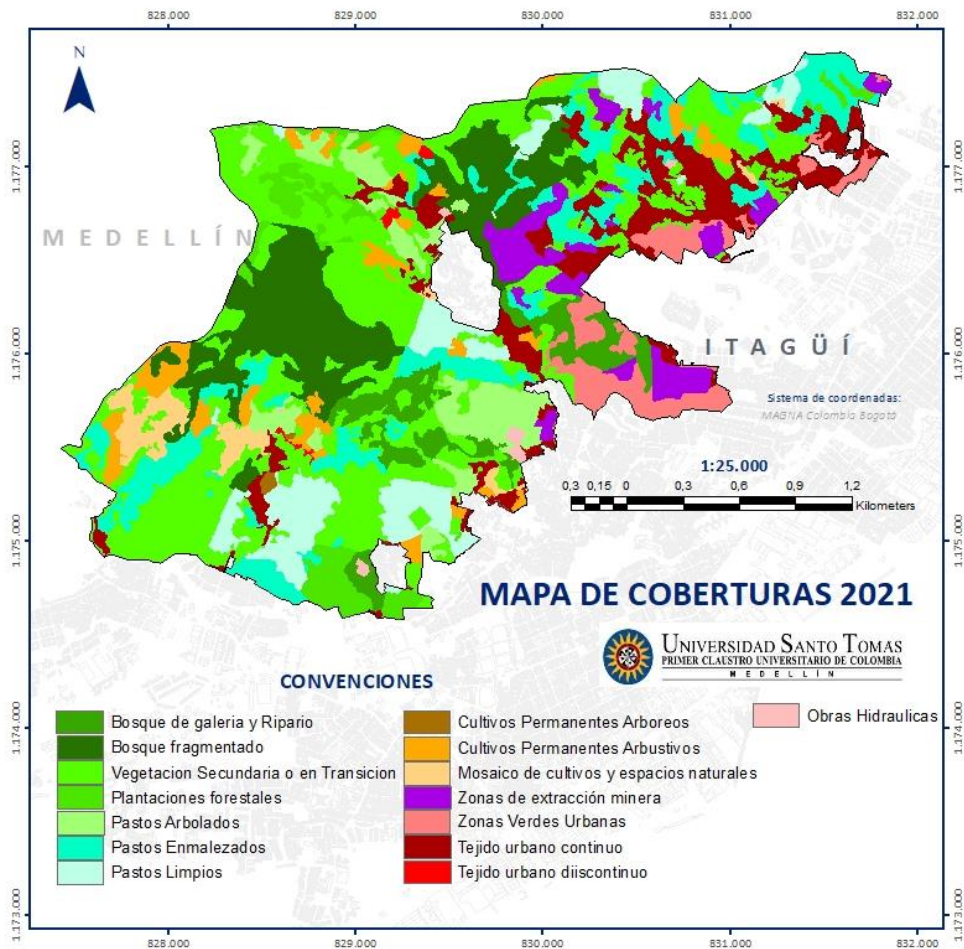 828.000 829.000 830.000 831.000 832.000
N
1.177.000
1.177.000
MEDELLÍN
1.176.000
1.176.000
ITAGÜÍ
Sistema de coordenadas:
MAGNA Colombia Bogotá
1:25.000
0,3 0,15 0 0,3 0,6 0,9 1,2
Kilometers
1.175.000
1.175.000
MAPA DE COBERTURAS 2021
UNIVERSIDAD SANTO TOMAS
PRIMER CLAUSTRO UNIVERSITARIO DE COLOMBIA
MEDELLÍN
CONVENCIONES
1.174.000
1.174.000
Bosque de galeria y Ripario
Bosque fragmentado
Vegetacion Secundaria o en Transicion
Plantaciones forestales
Pastos Arbolados
Pastos Enmalezados
Pastos Limpios
Cultivos Permanentes Arboreos
Cultivos Permanentes Arbustivos
Mosaico de cultivos y espacios naturales
Zonas de extracción minera
Zonas Verdes Urbanas
Tejido urbano continuo
Tejido urbano diiscontinuo
Obras Hidraulicas
1.173.000
1.173.000
828.000 829.000 830.000 831.000 832.000